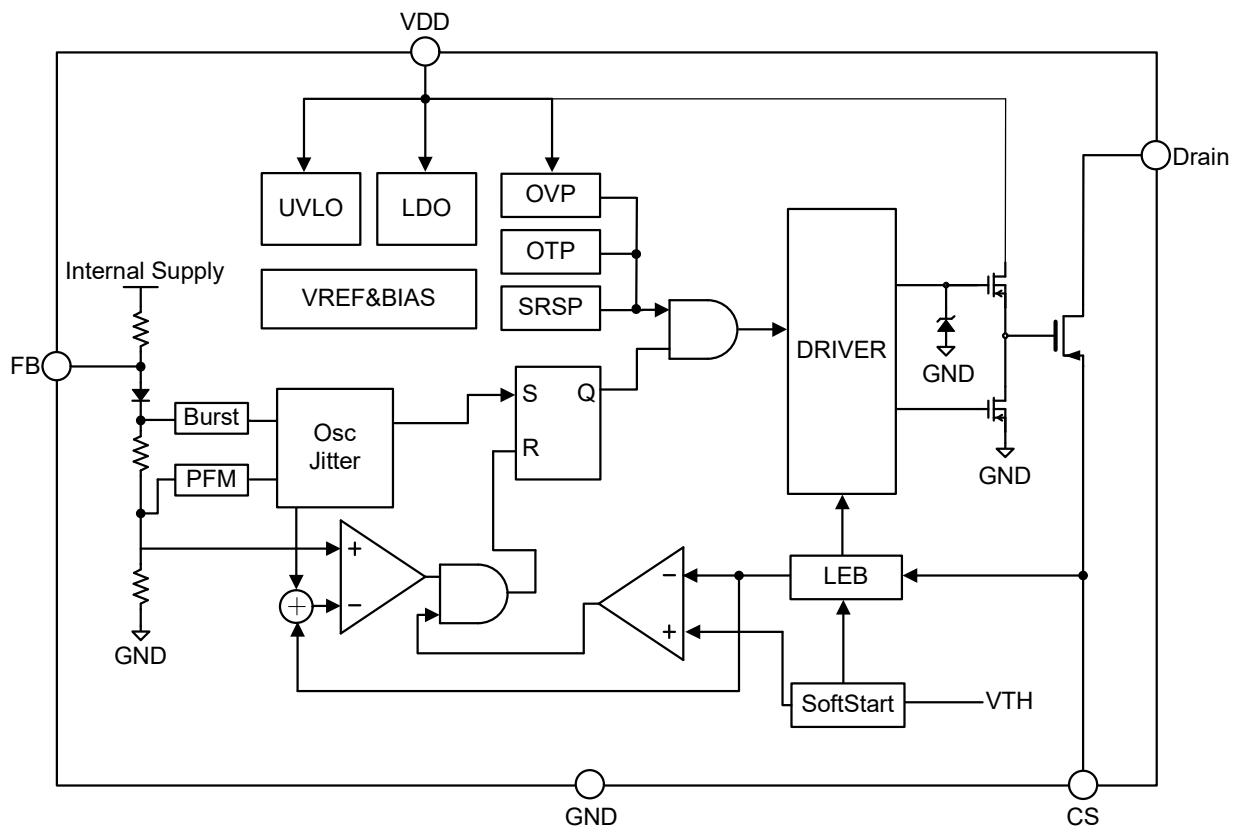 VDD
Drain
UVLO
LDO
OVP
OTP
SRSP
VREF&BIAS
Internal Supply
FB
Burst
PFM
Osc
Jitter
S
Q
R
DRIVER
GND
GND
+
−
+
GND
−
+
LEB
SoftStart
VTH
GND
CS